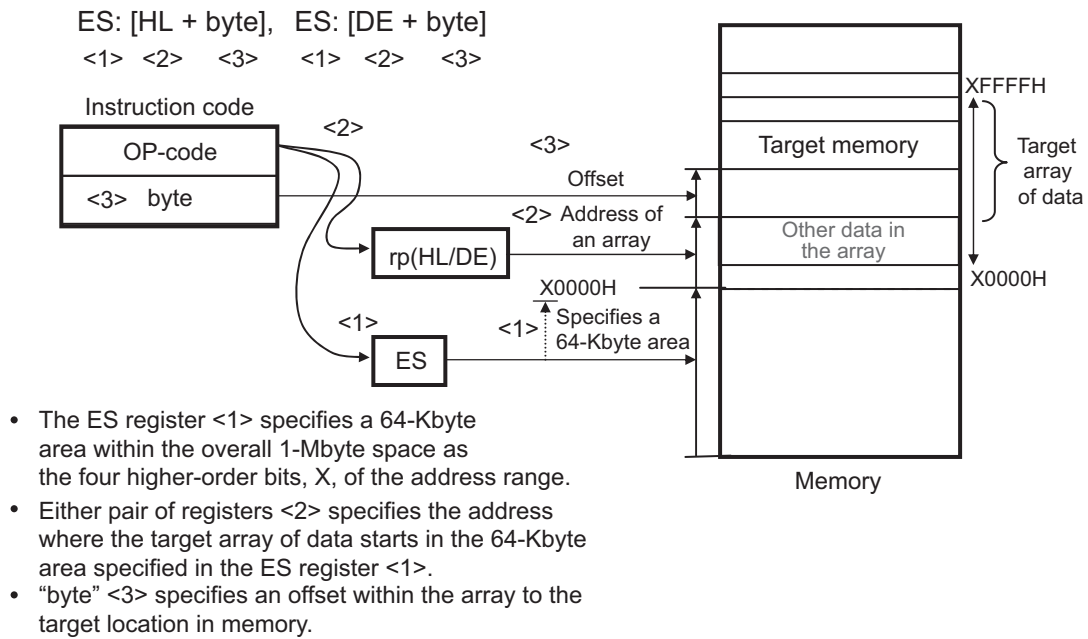 ES: [HL + byte], ES: [DE + byte]
<1> <2> <3> <1> <2> <3>
Instruction code
OP-code
<3> byte
<2>
<3>
Offset
<2> Address of
an array
rp(HL/DE)
X0000H
<1>
<1> Specifies a
64-Kbyte area
ES
XFFFFH
Target memory
Target
array
of data
Other data in
the array
X0000H
Memory
• The ES register <1> specifies a 64-Kbyte
area within the overall 1-Mbyte space as
the four higher-order bits, X, of the address range.
• Either pair of registers <2> specifies the address
where the target array of data starts in the 64-Kbyte
area specified in the ES register <1>.
• “byte” <3> specifies an offset within the array to the
target location in memory.